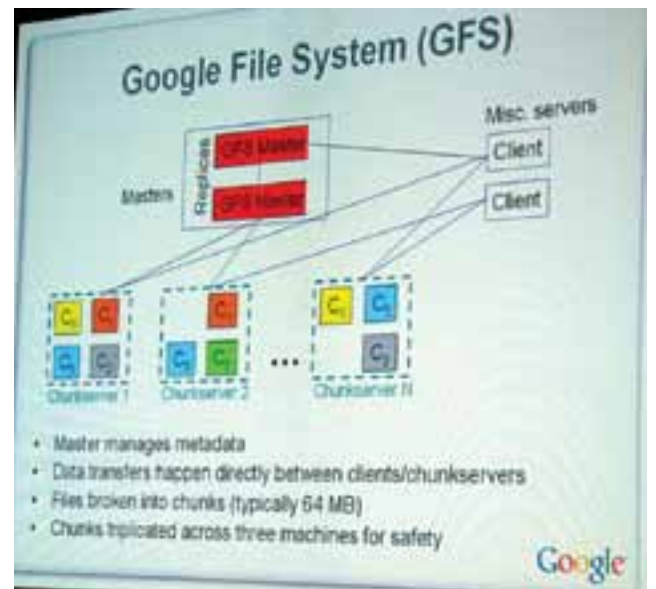 Google File System (GFS)
Misc. servers
Replicas
GFS Master
Client
Masters
GFS Master
Client
C
C
C
C
C
C
C
C
C
C
...
Chunkserver 1
Chunkserver 2
Chunkserver N
• Master manages metadata
• Data transfers happen directly between clients/chunkservers
• Files broken into chunks (typically 64 MB)
• Chunks triplicated across three machines for safety
Google